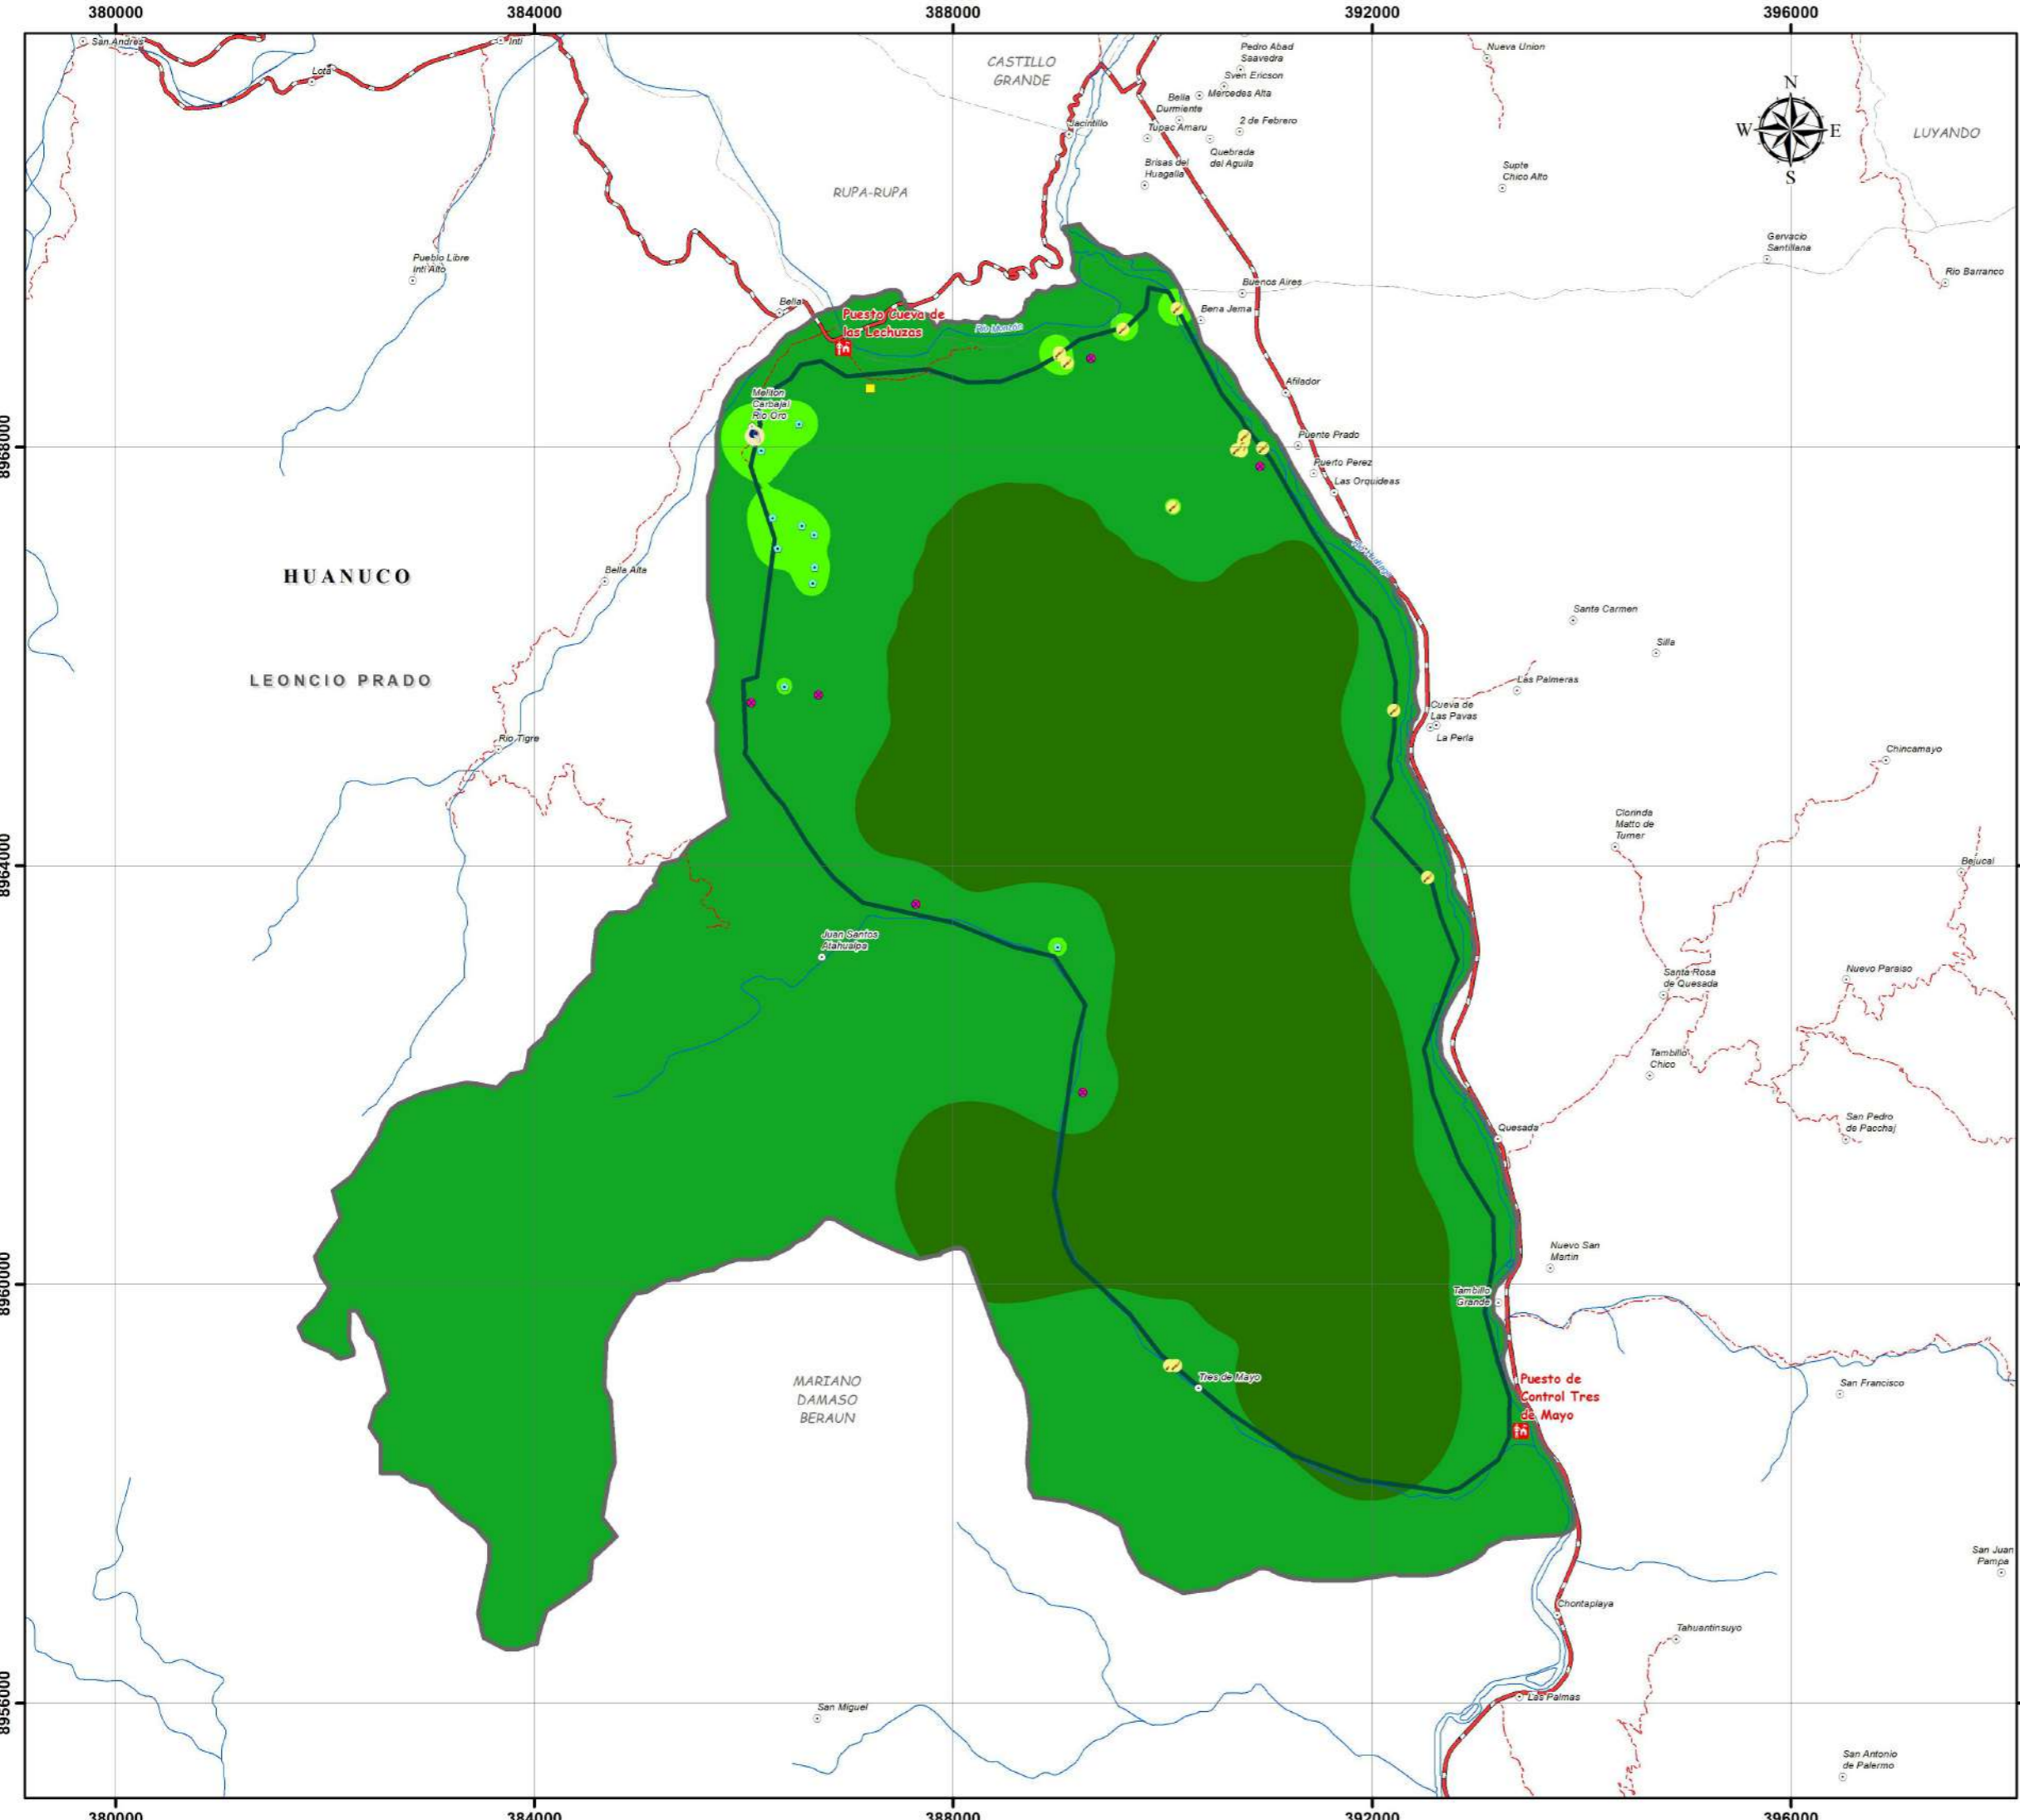 380000
384000
388000
392000
396000
San Andres
Lota
Inti
CASTILLO
GRANDE
Pedro Abad
Saavedra
Sven Ericson
Mercedes Alta
Bella
Durmiente
Tupac Amaru
2 de Febrero
Quebrada
del Aguila
Brisas del
Huagalla
Jacintillo
Nueva Union
Supte
Chico Alto
N
W
E
S
LUYANDO
RUPA-RUPA
Gervacio
Santillana
Rio Barranco
Pueblo Libre
Inti Alto
Bella
Puesto Cueva de
las Lechuzas
Río Monzón
Buenos Aires
Bena Jema
Afilador
Meliton
Carbajal
Rio Oro
8968000
Puente Prado
Puerto Perez
Las Orquideas
HUANUCO
Bella Alta
Santa Carmen
Silla
LEONCIO PRADO
Las Palmeras
Cueva de
Las Pavas
La Perla
Rio Tigre
Chincamayo
Clorinda
Matto de
Turner
8964000
Bejucal
Juan Santos
Atahualpa
Santa Rosa
de Quesada
Nuevo Paraiso
Tambillo
Chico
San Pedro
de Pacchaj
Quesada
Nuevo San
Martin
8960000
Tambillo
Grande
Tres de Mayo
MARIANO
DAMASO
BERAUN
Puesto de
Control Tres
de Mayo
San Francisco
San Juan
Pampa
Chontaplaya
Tahuantinsuyo
8956000
Las Palmas
San Miguel
San Antonio
de Palermo
380000
384000
388000
392000
396000